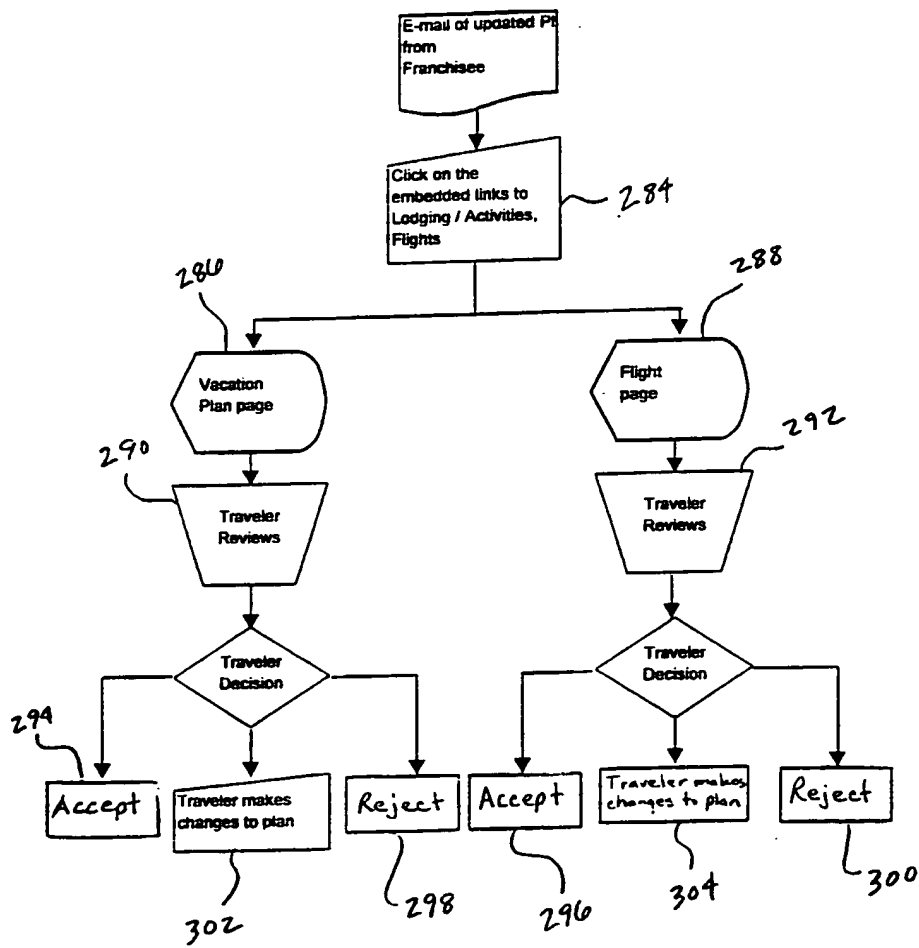 E-mail of updated Pl
from
Franchisee
Click on the
embedded links to
Lodging / Activities,
Flights
284
286
288
Vacation
Plan page
Flight
page
290
292
Traveler
Reviews
Traveler
Reviews
Traveler
Decision
Traveler
Decision
294
Accept
Traveler makes
changes to plan
Reject
Accept
Traveler makes
changes to plan
Reject
302
298
296
304
300